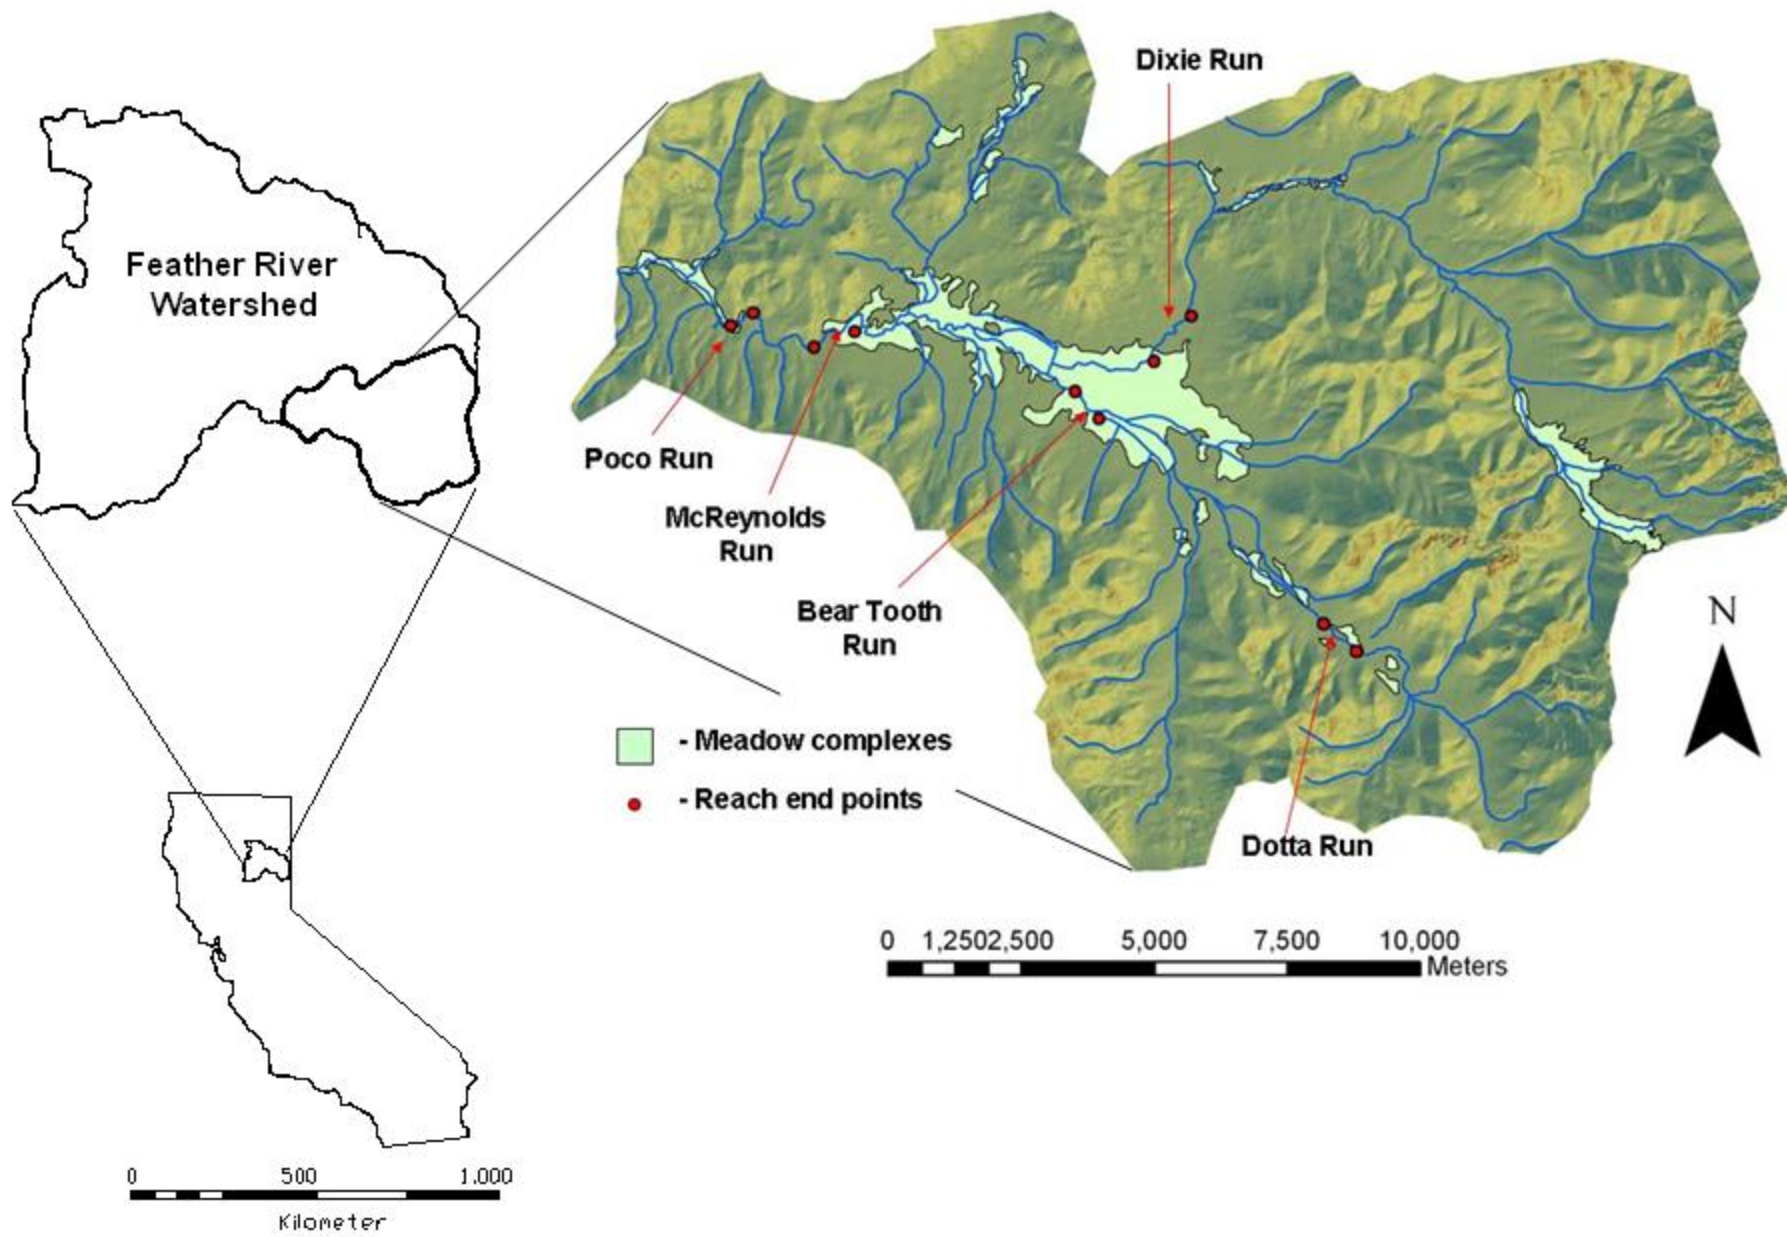 Dixie Run
Feather River
Watershed
Poco Run
McReynolds
Run
Bear Tooth
Run
N
- Meadow complexes
- Reach end points
Dotta Run
0 1,2502,500 5,000 7,500 10,000
Meters
0 500 1.000
Kilometer